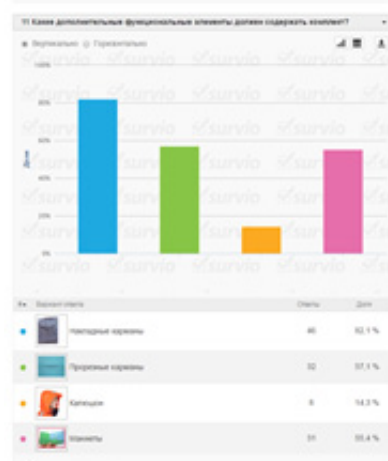 11 Какие дополнительные функциональные элементы должен содержать комплект?
Вертикально Горизонтально
100%
80%
60%
40%
20%
0%
Доля
Вариант ответа Ответы Доля
Накладные карманы 46 82,1 %
Прорезные карманы 32 57,1 %
Капюшон 8 14,3 %
Манжеты 31 55,4 %
survio